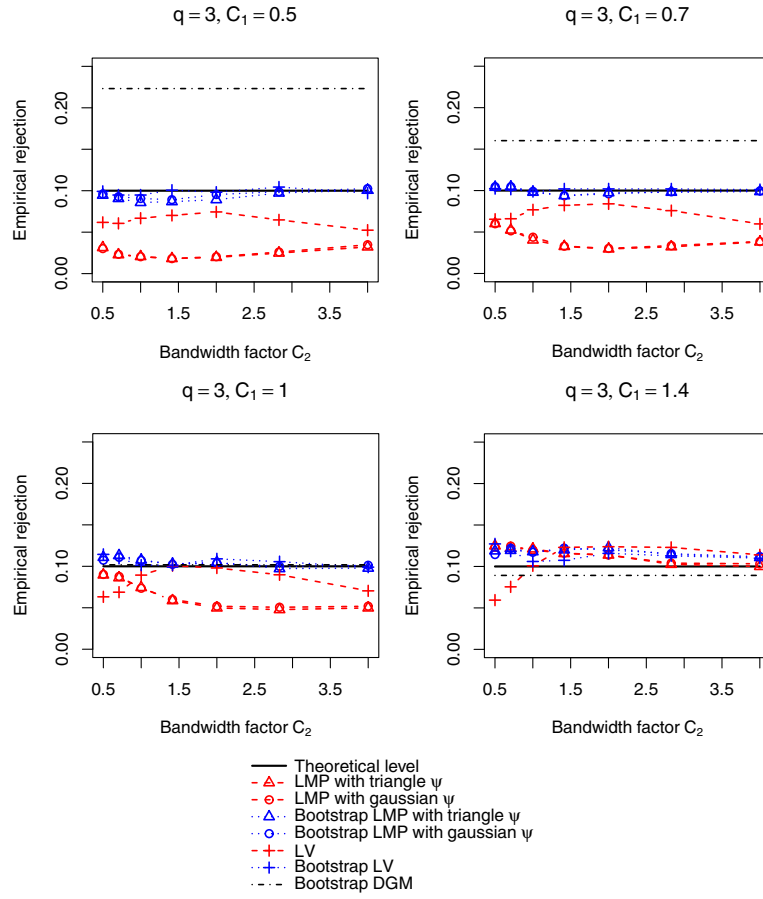 q = 3, C₁ = 0.5
Empirical rejection
0.00 0.10 0.20
0.5 1.5 2.5 3.5
Bandwidth factor C₂
q = 3, C₁ = 0.7
Empirical rejection
0.00 0.10 0.20
0.5 1.5 2.5 3.5
Bandwidth factor C₂
q = 3, C₁ = 1
Empirical rejection
0.00 0.10 0.20
0.5 1.5 2.5 3.5
Bandwidth factor C₂
q = 3, C₁ = 1.4
Empirical rejection
0.00 0.10 0.20
0.5 1.5 2.5 3.5
Bandwidth factor C₂
Theoretical level
LMP with triangle ψ
LMP with gaussian ψ
Bootstrap LMP with triangle ψ
Bootstrap LMP with gaussian ψ
LV
Bootstrap LV
Bootstrap DGM